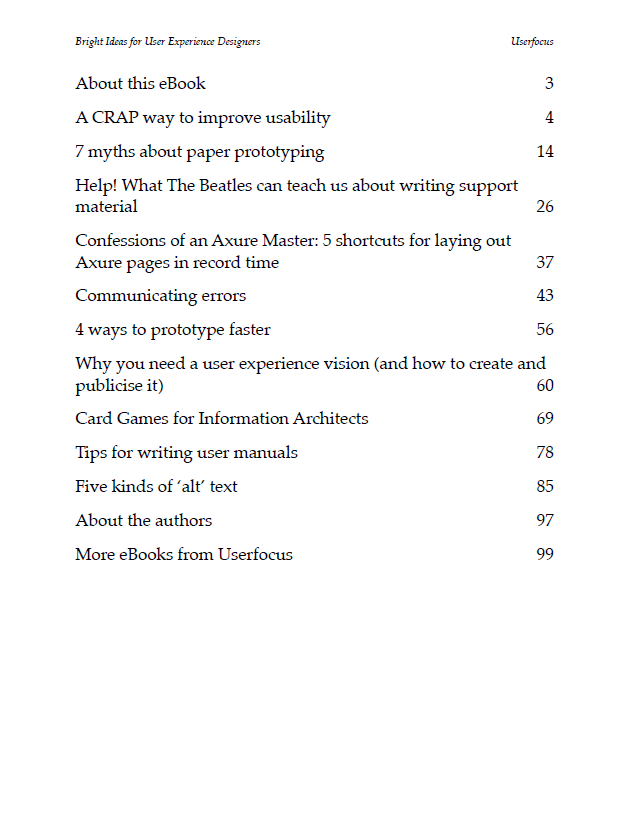 Bright Ideas for User Experience Designers Userfocus
About this eBook 3
A CRAP way to improve usability 4
7 myths about paper prototyping 14
Help! What The Beatles can teach us about writing support
material 26
Confessions of an Axure Master: 5 shortcuts for laying out
Axure pages in record time 37
Communicating errors 43
4 ways to prototype faster 56
Why you need a user experience vision (and how to create and
publicise it) 60
Card Games for Information Architects 69
Tips for writing user manuals 78
Five kinds of ‘alt’ text 85
About the authors 97
More eBooks from Userfocus 99